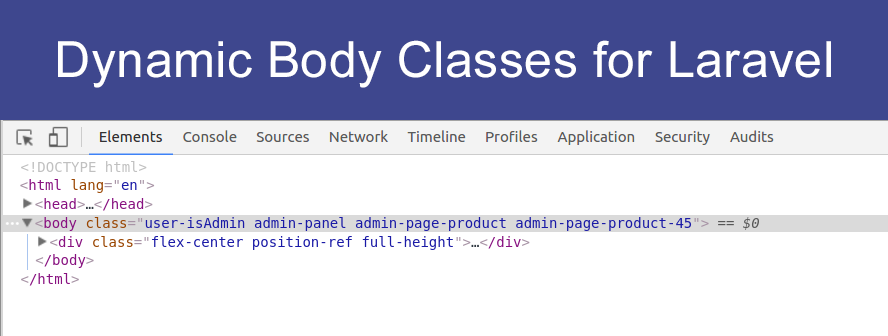 Dynamic Body Classes for Laravel
Elements Console Sources Network Timeline Profiles Application Security Audits
<!DOCTYPE html>
<html lang="en">
<head>…</head>
<body class="user-isAdmin admin-panel admin-page-product admin-page-product-45"> == $0
<div class="flex-center position-ref full-height">…</div>
</body>
</html>